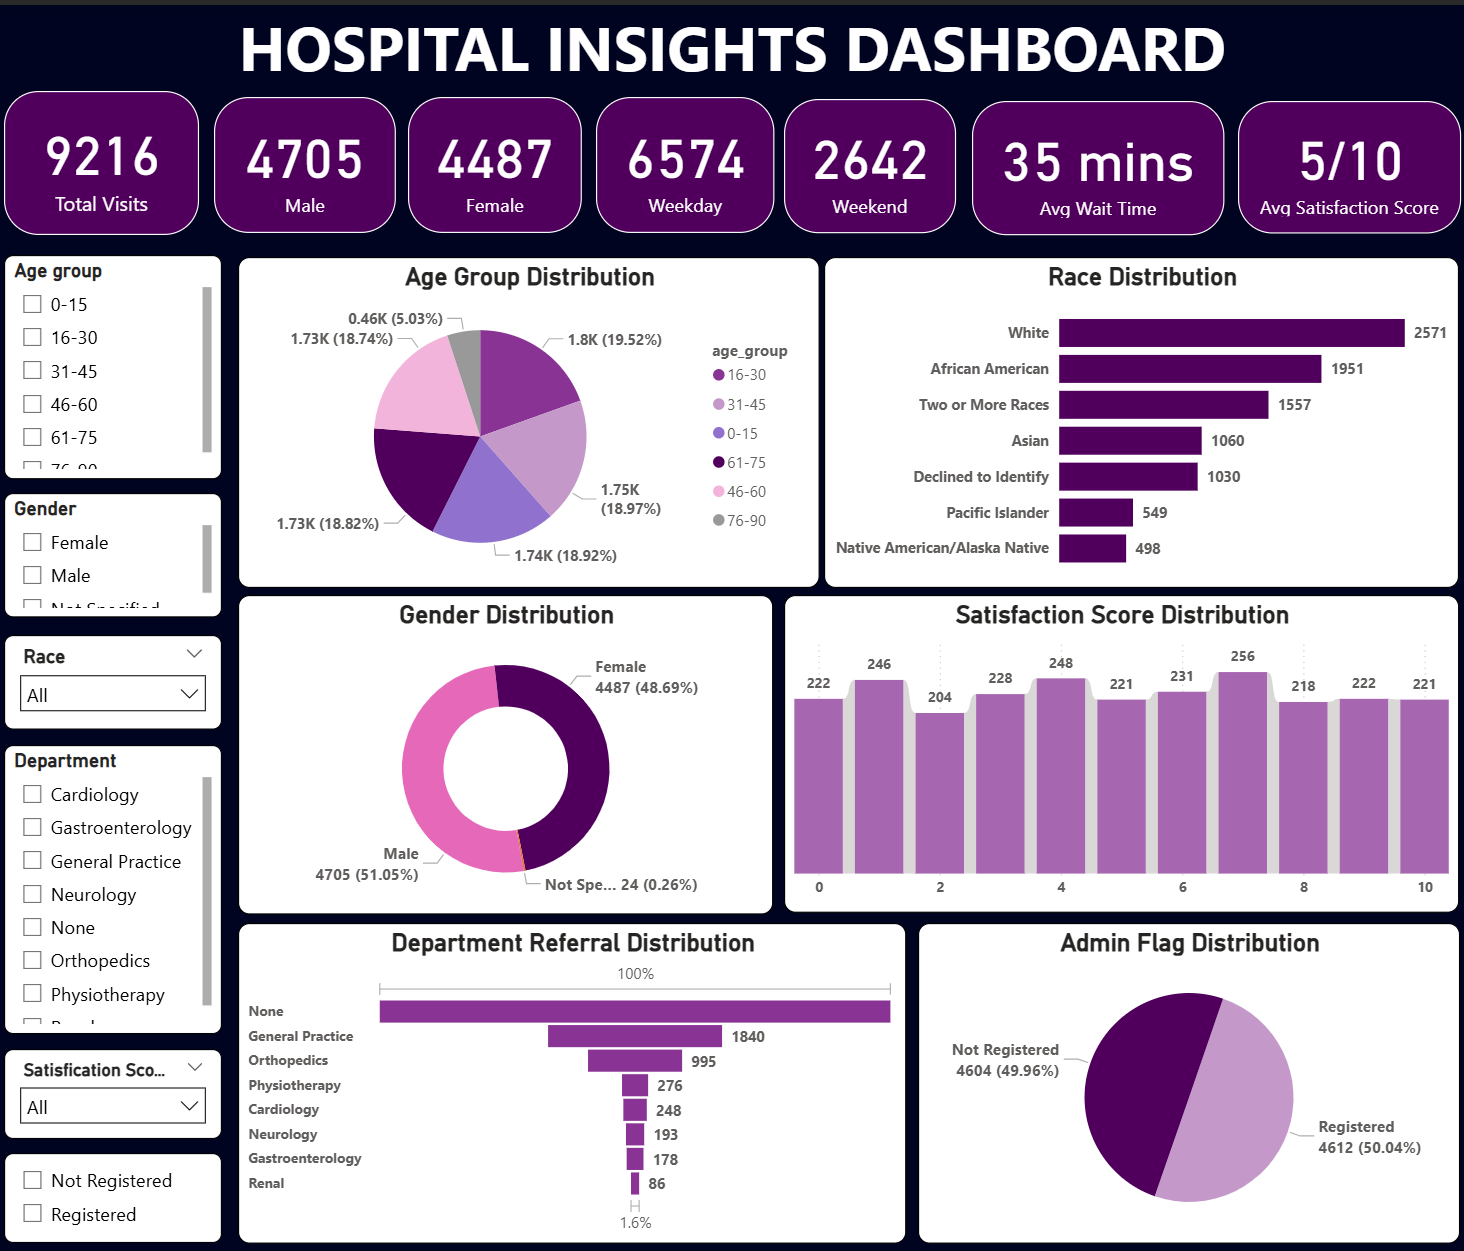 HOSPITAL INSIGHTS DASHBOARD
9216
Total Visits
4705
Male
4487
Female
6574
Weekday
2642
Weekend
35 mins
Avg Wait Time
5/10
Avg Satisfaction Score
Age group
0-15
16-30
31-45
46-60
61-75
76-90
Gender
Female
Male
Not Specified
Race
All
Department
Cardiology
Gastroenterology
General Practice
Neurology
None
Orthopedics
Physiotherapy
Satisfication Sco...
All
Not Registered
Registered
Age Group Distribution
0.46K (5.03%)
1.73K (18.74%)
1.8K (19.52%)
1.75K
(18.97%)
1.73K (18.82%)
1.74K (18.92%)
age_group
16-30
31-45
0-15
61-75
46-60
76-90
Race Distribution
White 2571
African American 1951
Two or More Races 1557
Asian 1060
Declined to Identify 1030
Pacific Islander 549
Native American/Alaska Native 498
Gender Distribution
Female
4487 (48.69%)
Male
4705 (51.05%)
Not Spe... 24 (0.26%)
Satisfaction Score Distribution
222 246 204 228 248 221 231 256 218 222 221
0 2 4 6 8 10
Department Referral Distribution
100%
None
General Practice 1840
Orthopedics 995
Physiotherapy 276
Cardiology 248
Neurology 193
Gastroenterology 178
Renal 86
1.6%
Admin Flag Distribution
Not Registered
4604 (49.96%)
Registered
4612 (50.04%)